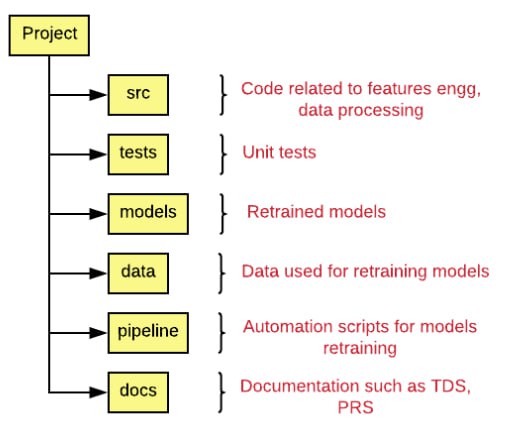 Project
src
Code related to features engg,
data processing
tests
Unit tests
models
Retrained models
data
Data used for retraining models
pipeline
Automation scripts for models
retraining
docs
Documentation such as TDS,
PRS